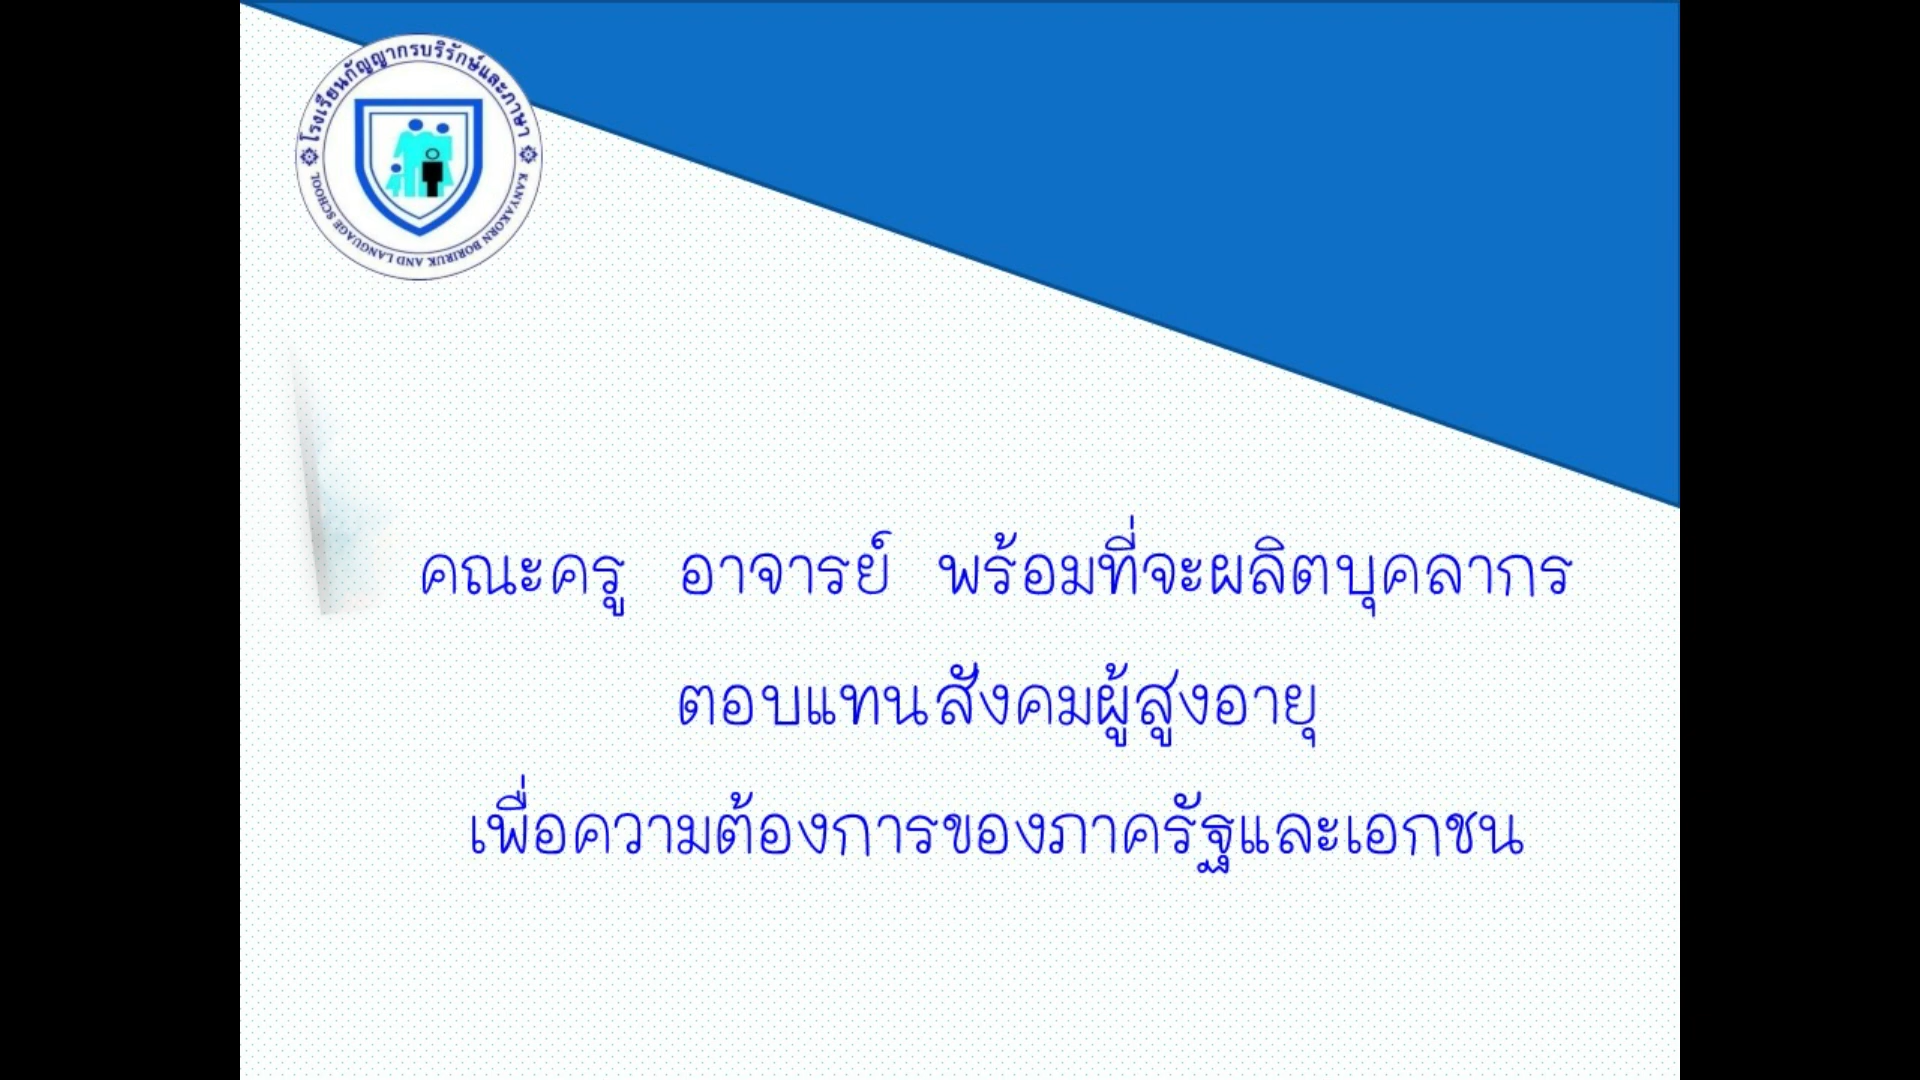 โรงเรียนกัญญากรบริรักษ์และภาษา
KANYAKORN BORIRUK AND LANGUAGE SCHOOL
คณะครู อาจารย์ พร้อมที่จะผลิตบุคลากร
ตอบแทนสังคมผู้สูงอายุ
เพื่อความต้องการของภาครัฐและเอกชน